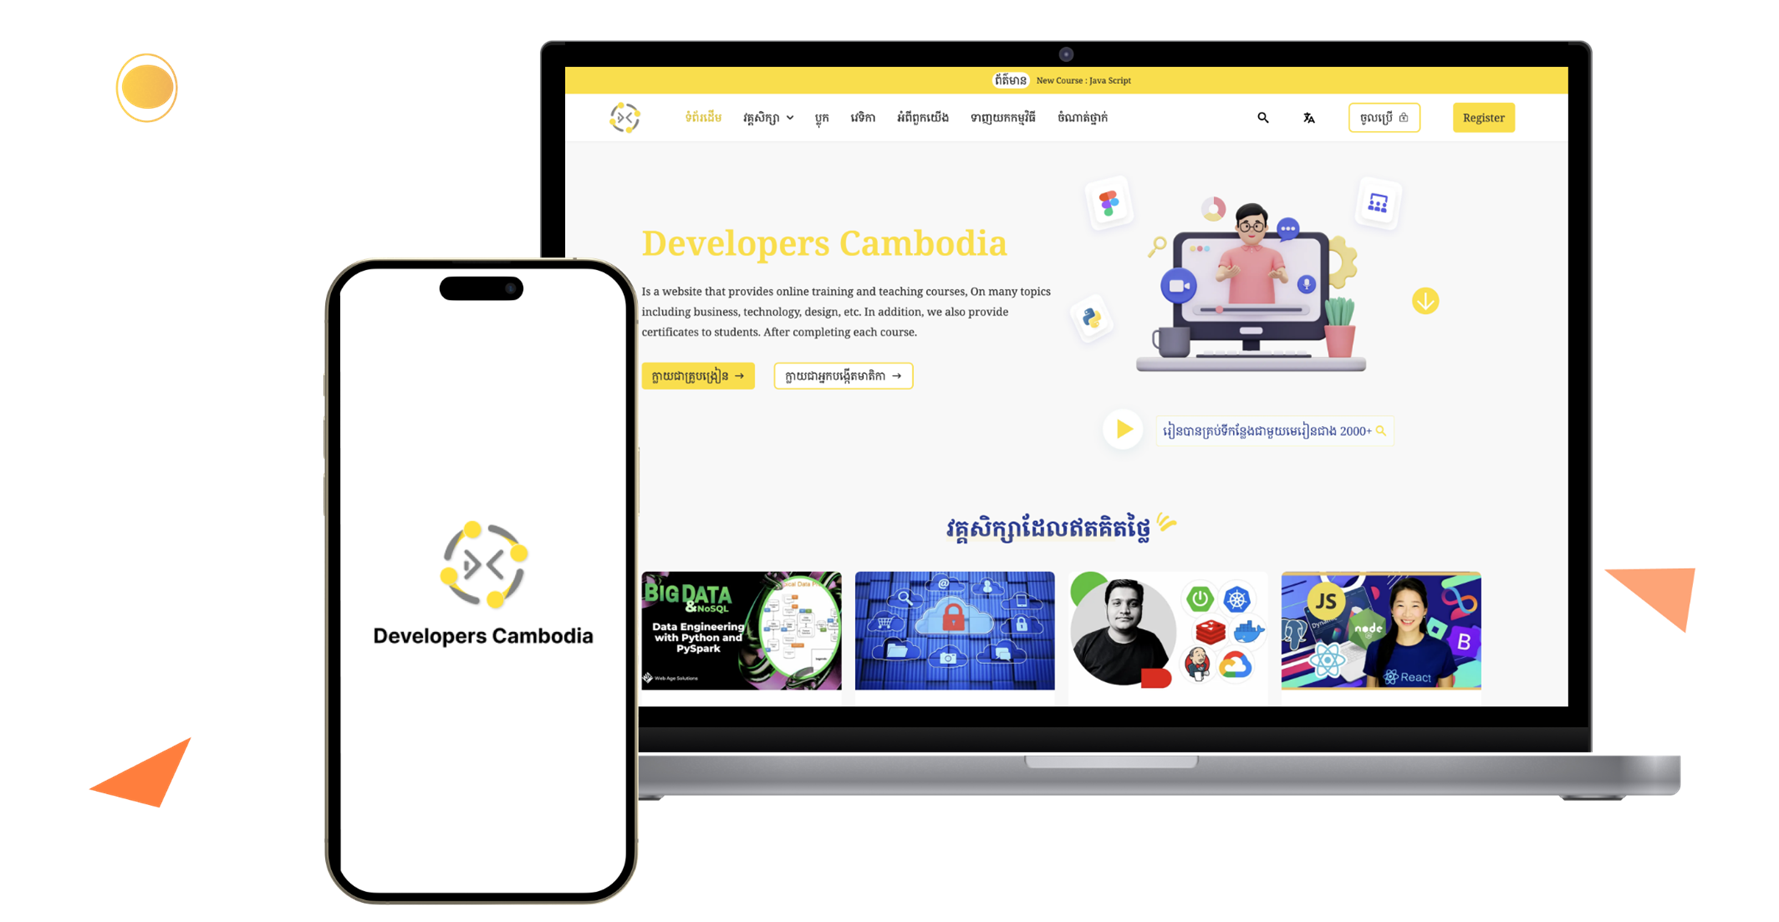 ព័ត៌មាន New Course : Java Script
ទំព័រដើម វគ្គសិក្សា ប្លុក វេទិកា អំពីពួកយើង ទាញយកកម្មវិធី ចំណាត់ថ្នាក់ ចូលប្រើ Register
Developers Cambodia
Is a website that provides online training and teaching courses, On many topics
including business, technology, design, etc. In addition, we also provide
certificates to students. After completing each course.
ក្លាយជាគ្រូបង្រៀន → ក្លាយជាអ្នកបង្កើតមាតិកា →
រៀនបានគ្រប់ទីកន្លែងជាមួយមេរៀនជាង 2000+
វគ្គសិក្សាដែលឥតគិតថ្លៃ
BIG DATA
&NoSQL
Data Engineering
with Python and
PySpark
Web Age Solutions
JS
node
B
React
Developers Cambodia